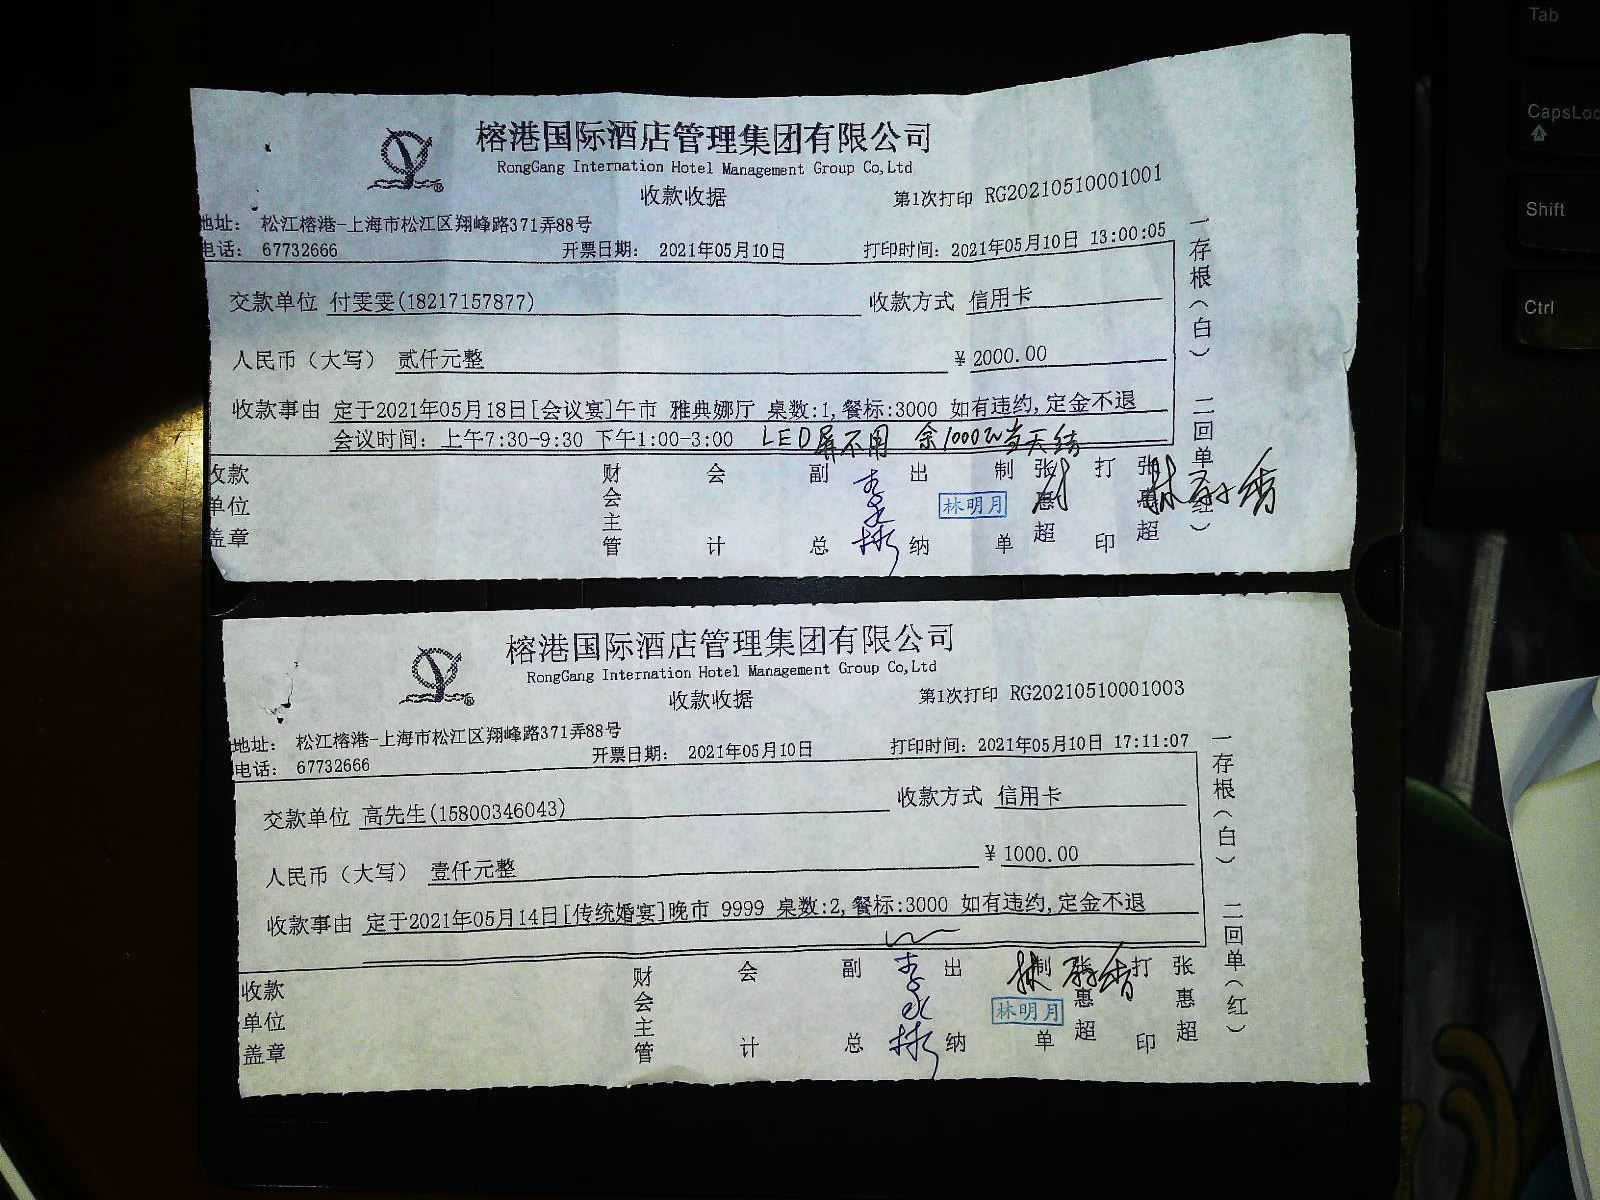 榕港国际酒店管理集团有限公司
RongGang Internation Hotel Management Group Co,Ltd
收款收据
第1次打印 RG20210510001001
地址： 松江榕港-上海市松江区翔峰路371弄88号
电话： 67732666
开票日期： 2021年05月10日
打印时间：2021年05月10日 13:00:05
交款单位 付雯雯(18217157877)
收款方式 信用卡
人民币（大写） 贰仟元整
¥ 2000.00
收款事由 定于2021年05月18日[会议宴]午市 雅典娜厅 桌数:1,餐标:3000 如有违约,定金不退
会议时间：上午7:30-9:30 下午1:00-3:00 LED屏不用 余1000当天结
收款单位盖章
财会主管
会计
副总
出纳
林明月
制单
张惠超
打印
张惠超
一存根（白） 二回单（红）
榕港国际酒店管理集团有限公司
RongGang Internation Hotel Management Group Co,Ltd
收款收据
第1次打印 RG20210510001003
地址： 松江榕港-上海市松江区翔峰路371弄88号
电话： 67732666
开票日期： 2021年05月10日
打印时间：2021年05月10日 17:11:07
交款单位 高先生(15800346043)
收款方式 信用卡
人民币（大写） 壹仟元整
¥ 1000.00
收款事由 定于2021年05月14日[传统婚宴]晚市 9999 桌数:2,餐标:3000 如有违约,定金不退
收款单位盖章
财会主管
会计
副总
出纳
林明月
制单
张惠超
打印
张惠超
一存根（白） 二回单（红）
Tab
Shift
Ctrl